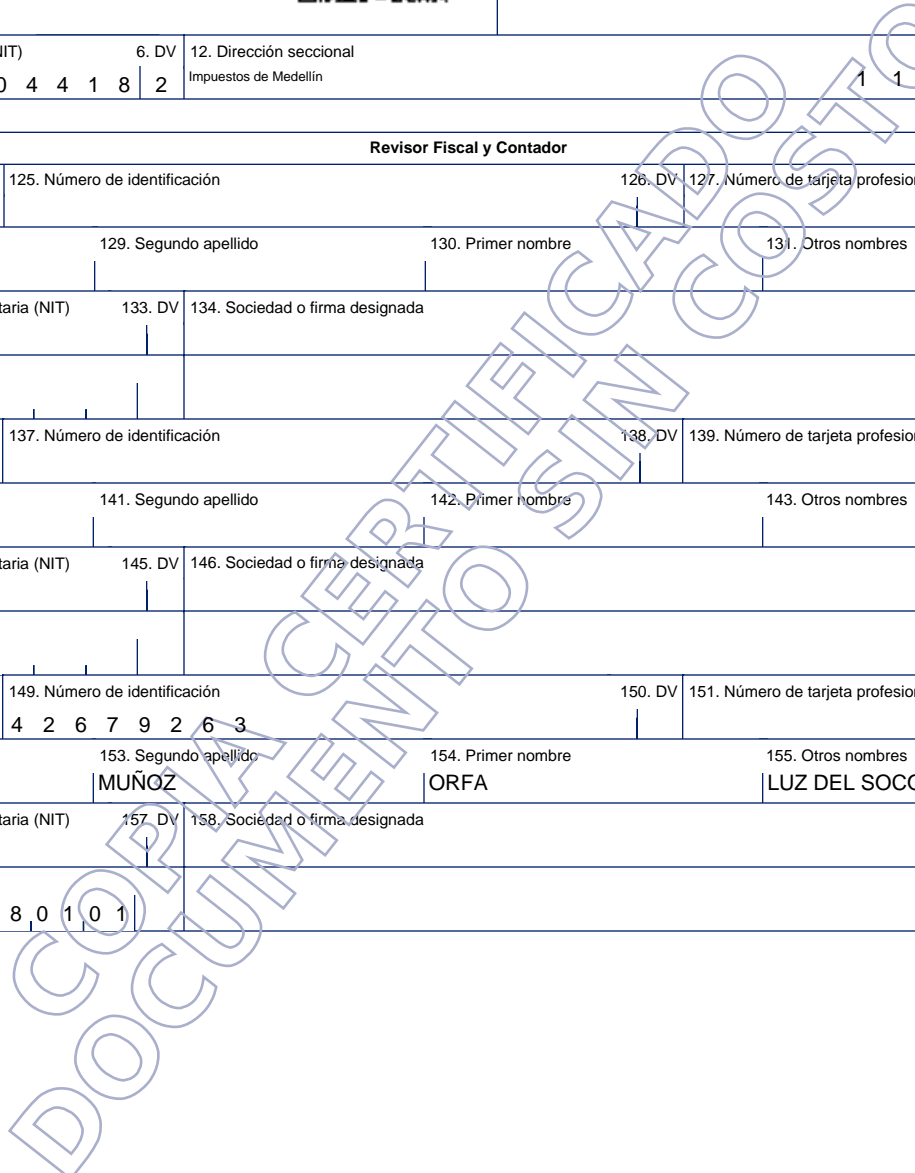 NIT) 6. DV 12. Dirección seccional
0 4 4 1 8 2 Impuestos de Medellín 1 1
Revisor Fiscal y Contador
125. Número de identificación 126. DV 127. Número de tarjeta profesion
129. Segundo apellido 130. Primer nombre 131. Otros nombres
taria (NIT) 133. DV 134. Sociedad o firma designada
137. Número de identificación 138. DV 139. Número de tarjeta profesion
141. Segundo apellido 142. Primer nombre 143. Otros nombres
taria (NIT) 145. DV 146. Sociedad o firma designada
149. Número de identificación 150. DV 151. Número de tarjeta profesion
4 2 6 7 9 2 6 3
153. Segundo apellido 154. Primer nombre 155. Otros nombres
MUÑOZ ORFA LUZ DEL SOCO
taria (NIT) 157. DV 158. Sociedad o firma designada
8 0 1 0 1
COPIA CERTIFICADO
DOCUMENTO SIN COSTO